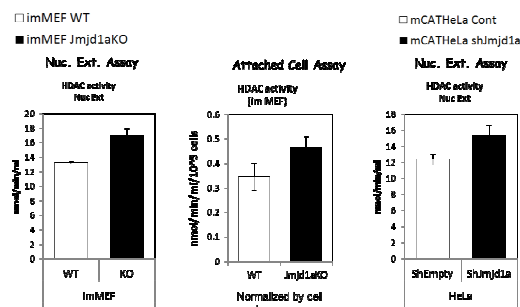 imMEF WT
imMEF Jmjd1aKO
Nuc. Ext. Assay
HDAC activity
Nuc Ext
nmol/min/ml
18
16
14
12
10
8
6
4
2
0
WT
KO
imMEF
Attached Cell Assay
HDAC activity
(im MEF)
nmol/min/ml/10^9 cells
0.6
0.5
0.4
0.3
0.2
0.1
0
WT
Jmjd1aKO
Normalized by cell
mCATHeLa Cont
mCATHeLa shJmjd1a
Nuc. Ext. Assay
HDAC activity
Nuc Ext
nmol/min/ml
18
16
14
12
10
8
6
4
2
0
ShEmpty
ShJmjd1a
HeLa